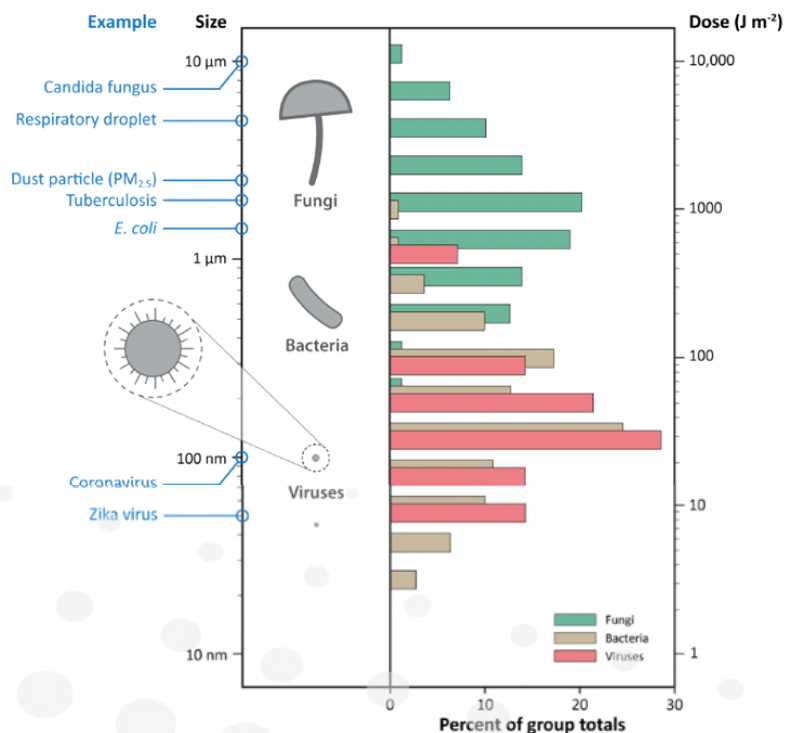 Example Size Dose (J m⁻²)
10 µm 10,000
Candida fungus
Respiratory droplet
Dust particle (PM₂.₅)
Tuberculosis
Fungi
1000
E. coli
1 µm
Bacteria
100
100 nm
Coronavirus
Viruses
10
Zika virus
Fungi
Bacteria
Viruses
10 nm 1
0 10 20 30
Percent of group totals